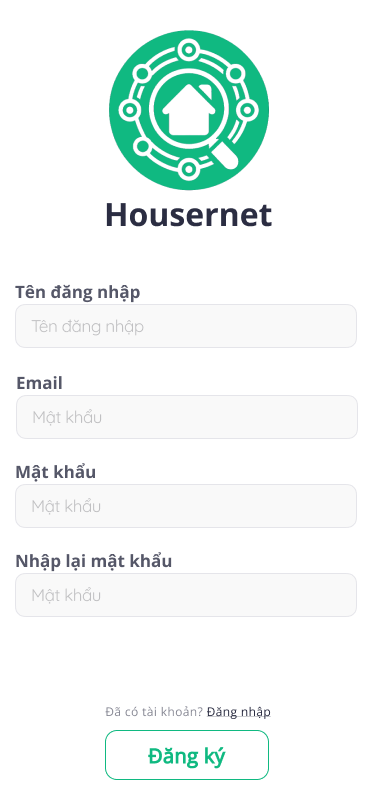 Housernet
Tên đăng nhập
Tên đăng nhập
Email
Mật khẩu
Mật khẩu
Mật khẩu
Nhập lại mật khẩu
Mật khẩu
Đã có tài khoản? Đăng nhập
Đăng ký